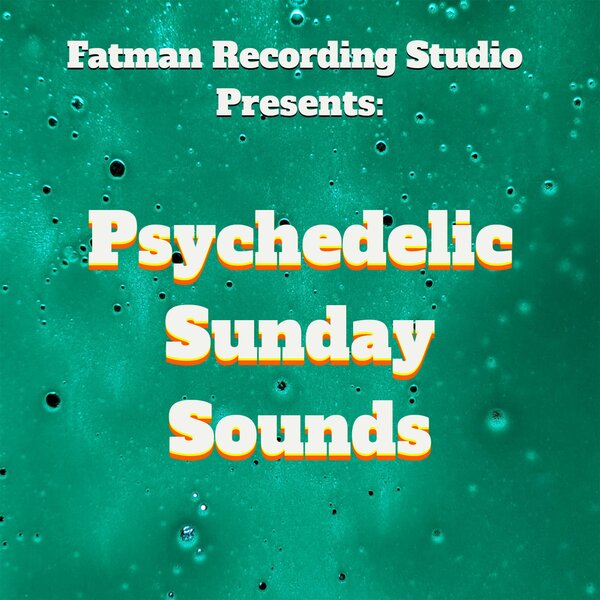 Fatman Recording Studio
Presents:
Psychedelic
Sunday
Sounds